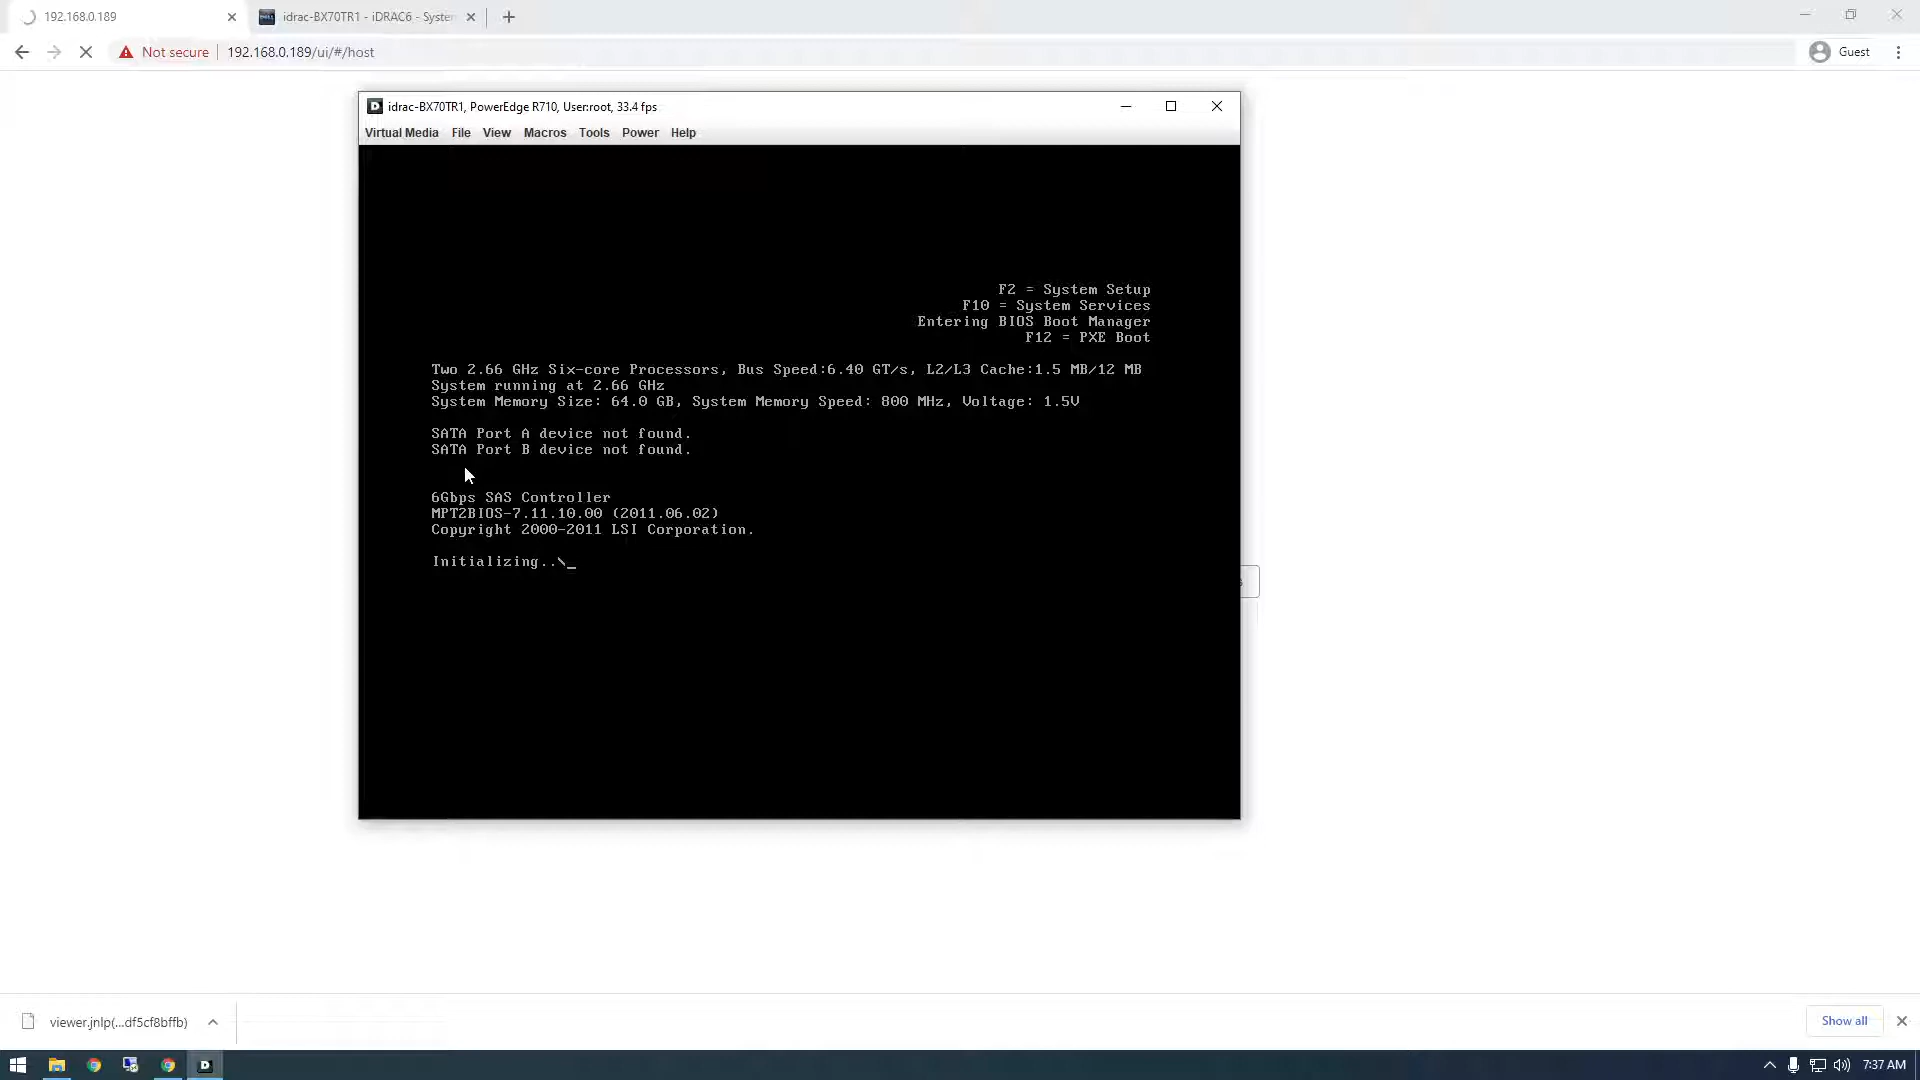 192.168.0.189
idrac-BX70TR1 - iDRAC6 - Syste
Not secure
192.168.0.189/ui/#/host
Guest
idrac-BX70TR1, PowerEdge R710, User:root, 33.4 fps
Virtual Media File View Macros Tools Power Help
F2 = System Setup
F10 = System Services
Entering BIOS Boot Manager
F12 = PXE Boot
Two 2.66 GHz Six-core Processors, Bus Speed:6.40 GT/s, L2/L3 Cache:1.5 MB/12 MB
System running at 2.66 GHz
System Memory Size: 64.0 GB, System Memory Speed: 800 MHz, Voltage: 1.5V
SATA Port A device not found.
SATA Port B device not found.
6Gbps SAS Controller
MPT2BIOS-7.11.10.00 (2011.06.02)
Copyright 2000-2011 LSI Corporation.
Initializing..\_
viewer.jnlp(...df5cf8bffb)
Show all
7:37 AM